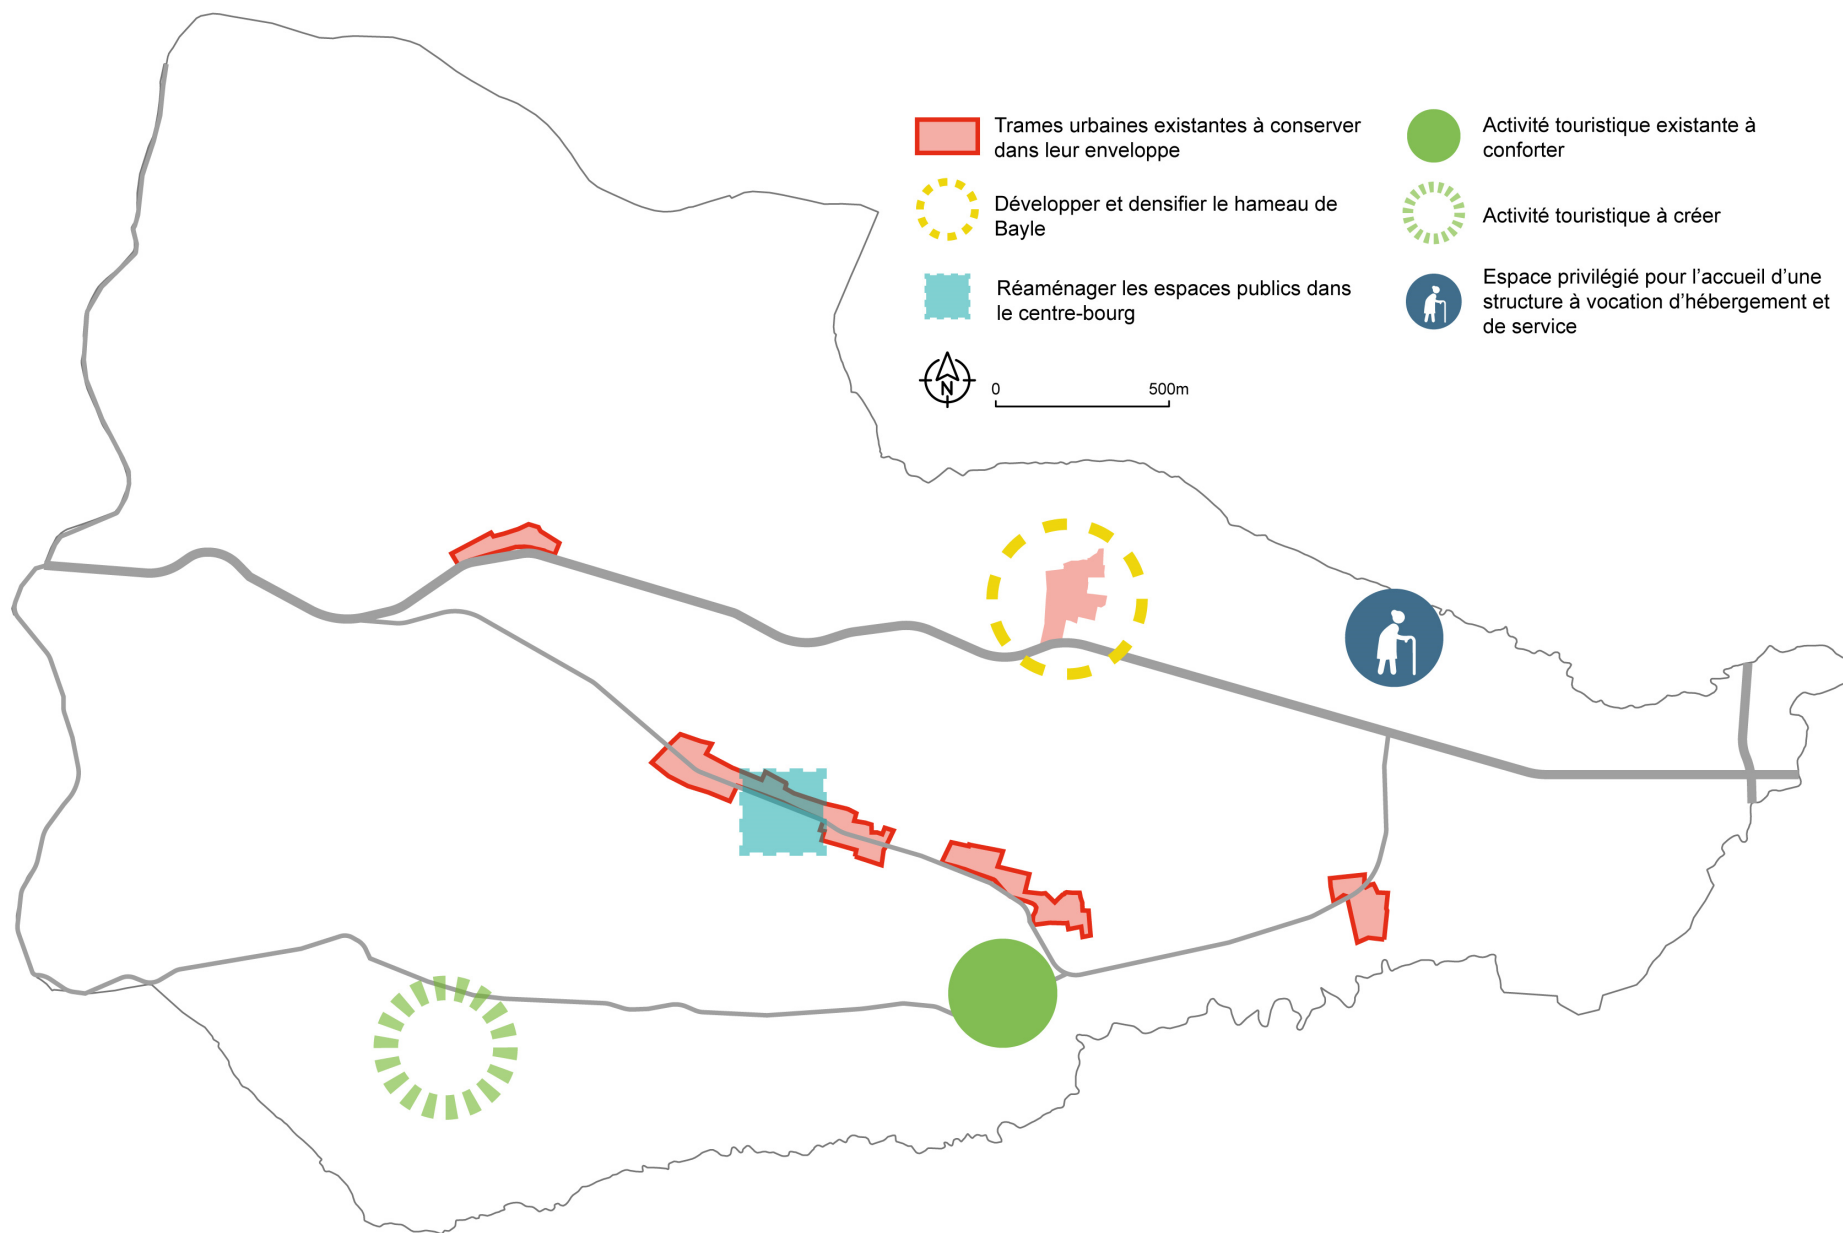 Trames urbaines existantes à conserver
dans leur enveloppe
Développer et densifier le hameau de
Bayle
Réaménager les espaces publics dans
le centre-bourg
N
0 500m
Activité touristique existante à
conforter
Activité touristique à créer
Espace privilégié pour l'accueil d'une
structure à vocation d'hébergement et
de service